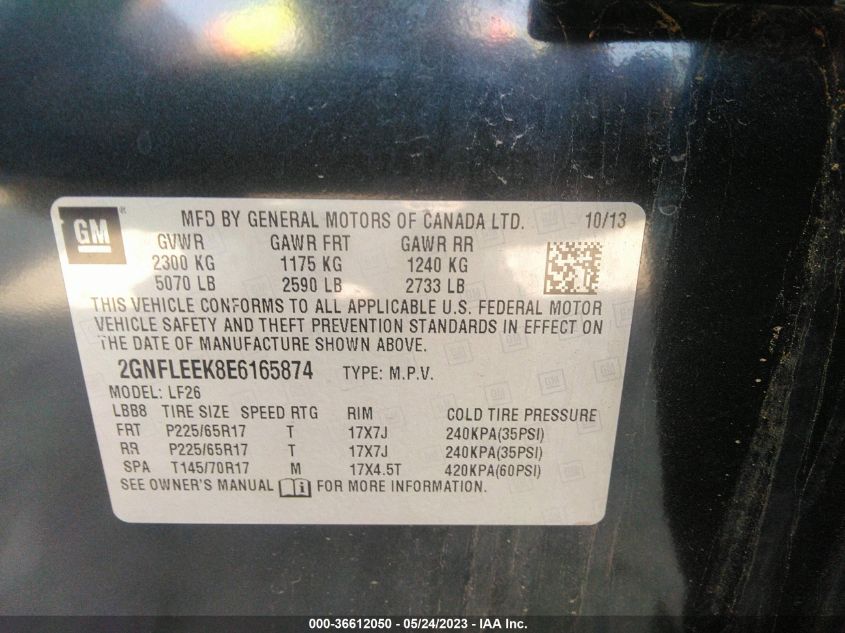 GM MFD BY GENERAL MOTORS OF CANADA LTD. 10/13
GVWR GAWR FRT GAWR RR
2300 KG 1175 KG 1240 KG
5070 LB 2590 LB 2733 LB
THIS VEHICLE CONFORMS TO ALL APPLICABLE U.S. FEDERAL MOTOR
VEHICLE SAFETY AND THEFT PREVENTION STANDARDS IN EFFECT ON
THE DATE OF MANUFACTURE SHOWN ABOVE.
2GNFLEEK8E6165874 TYPE: M.P.V.
MODEL: LF26
LBB8 TIRE SIZE SPEED RTG RIM COLD TIRE PRESSURE
FRT P225/65R17 T 17X7J 240KPA(35PSI)
RR P225/65R17 T 17X7J 240KPA(35PSI)
SPA T145/70R17 M 17X4.5T 420KPA(60PSI)
SEE OWNER'S MANUAL FOR MORE INFORMATION.
000-36612050 - 05/24/2023 - IAA Inc.